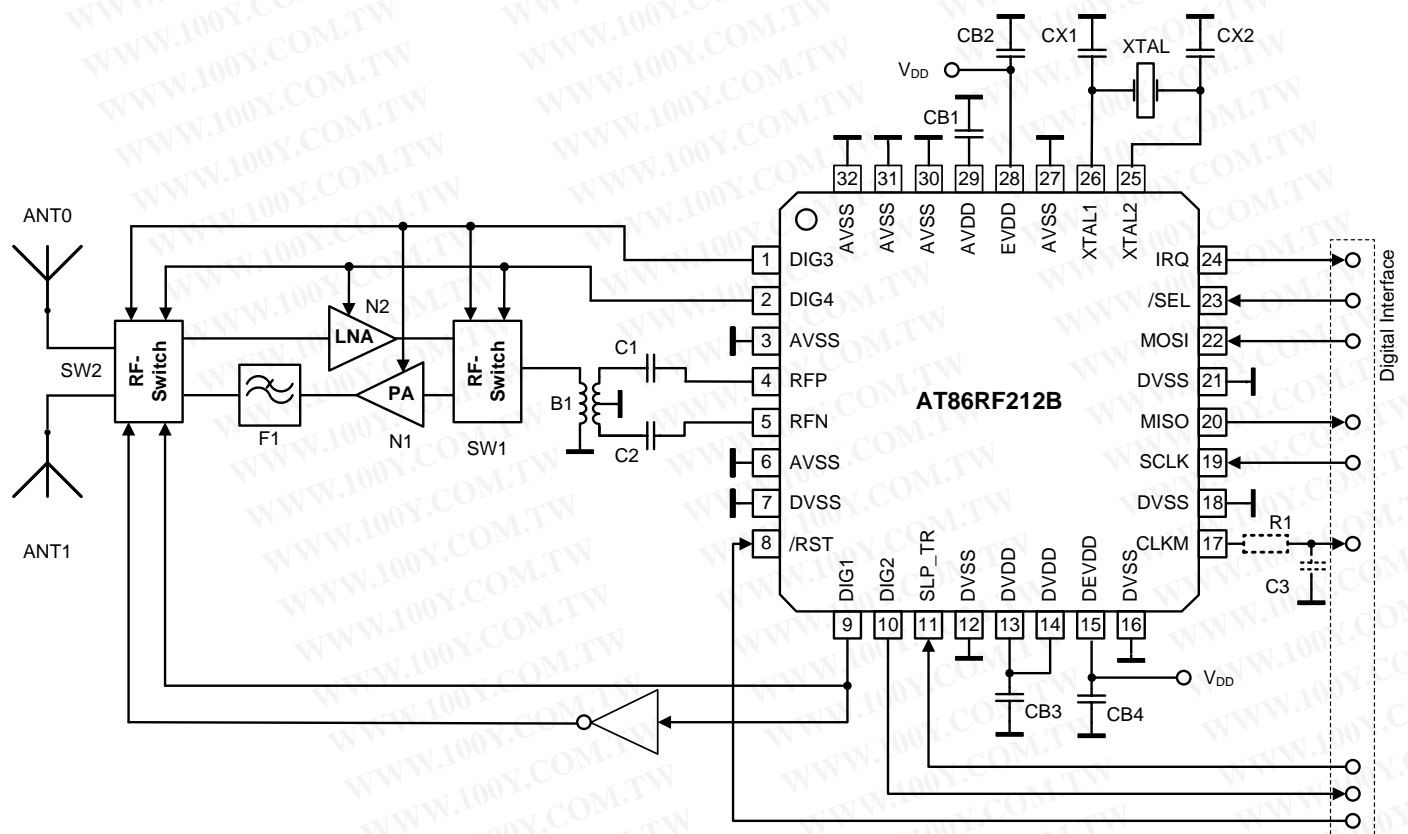 CB2
CX1
XTAL
CX2
VDD
CB1
32
31
30
29
28
27
26
25
AVSS
AVSS
AVSS
AVDD
EVDD
AVSS
XTAL1
XTAL2
ANT0
1
DIG3
IRQ
24
2
DIG4
/SEL
23
N2
LNA
3
AVSS
MOSI
22
SW2
RF-Switch
RF-Switch
C1
4
RFP
DVSS
21
PA
B1
AT86RF212B
F1
N1
SW1
C2
5
RFN
MISO
20
6
AVSS
SCLK
19
7
DVSS
DVSS
18
ANT1
8
/RST
CLKM
17
R1
C3
Digital Interface
DIG1
DIG2
SLP_TR
DVSS
DVDD
DVDD
DEVDD
DVSS
9
10
11
12
13
14
15
16
VDD
CB3
CB4
WWW.100Y.COM.TW